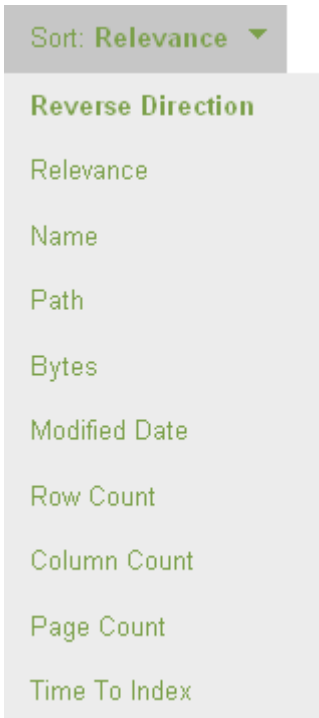 Sort: Relevance
Reverse Direction
Relevance
Name
Path
Bytes
Modified Date
Row Count
Column Count
Page Count
Time To Index